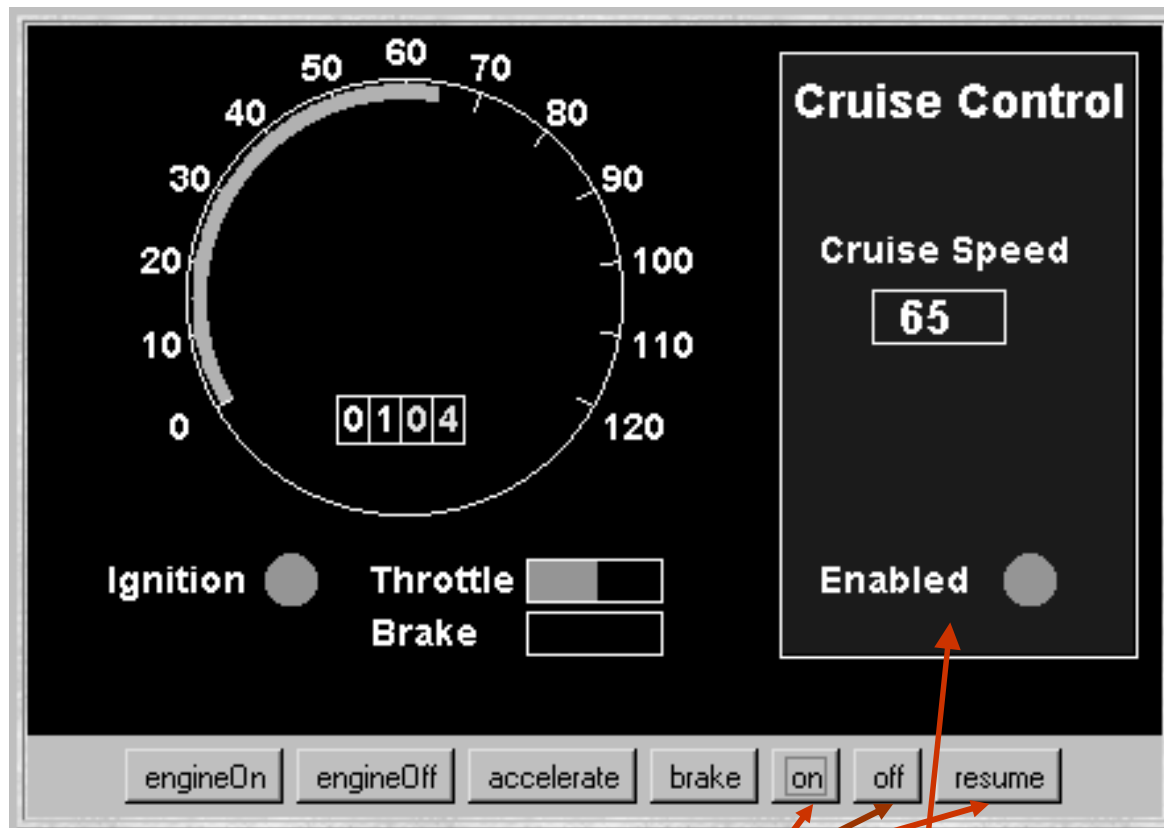 60
50 70
40 80
30 90
20 100
10 110
0 120
0104
Cruise Control
Cruise Speed
65
Ignition
Throttle
Brake
Enabled
engineOn engineOff accelerate brake on off resume